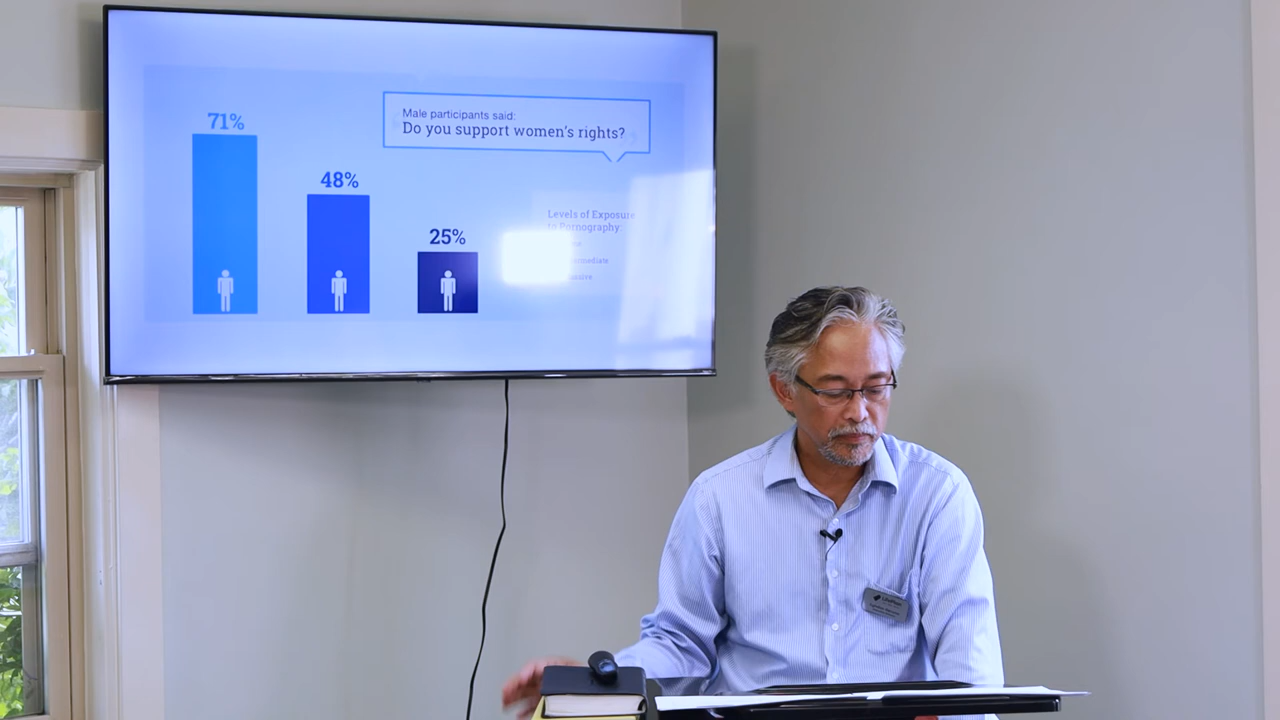 71%
48%
25%
Male participants said:
Do you support women's rights?
Levels of Exposure
to Pornography: